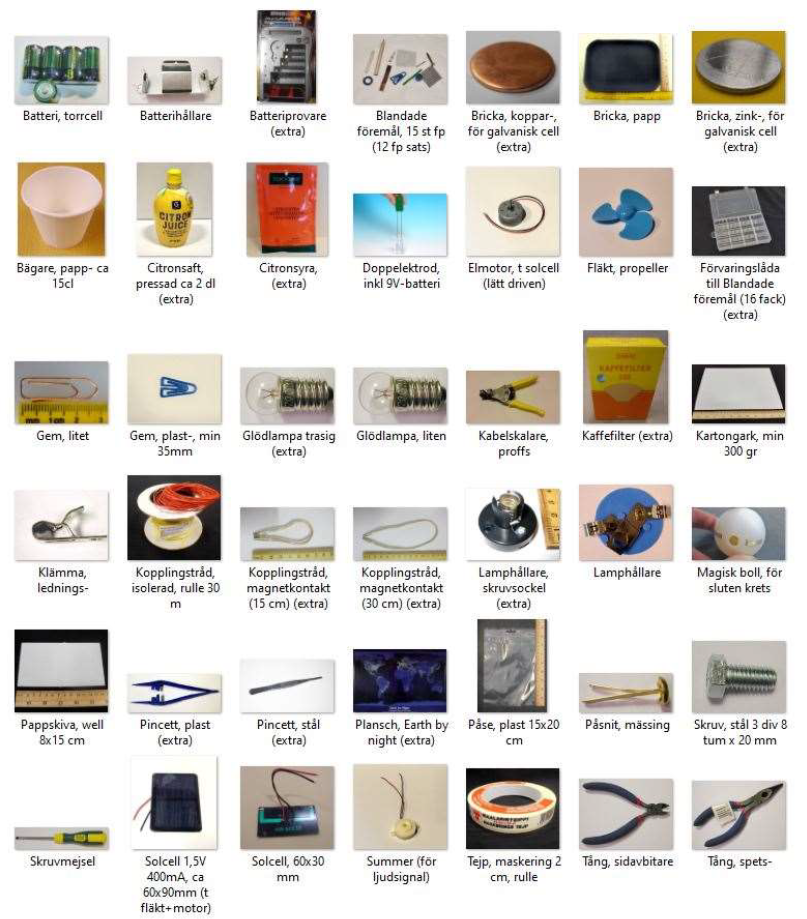 Batteri, torrcell
Batterihållare
Batteriprovare
(extra)
Blandade
föremål, 15 st fp
(12 fp sats)
Bricka, koppar-,
för galvanisk cell
(extra)
Bricka, papp
Bricka, zink-, för
galvanisk cell
(extra)
CITRON
JUICE
Bägare, papp- ca
15cl
Citronsaft,
pressad ca 2 dl
(extra)
Citronsyra,
(extra)
Doppelektrod,
inkl 9V-batteri
Elmotor, t solcell
(lätt driven)
Fläkt, propeller
Förvaringslåda
till Blandade
föremål (16 fack)
(extra)
KAFFEFILTER
Gem, litet
Gem, plast-, min
35mm
Glödlampa trasig
(extra)
Glödlampa, liten
Kabelskalare,
proffs
Kaffefilter (extra)
Kartongark, min
300 gr
Klämma,
lednings-
Kopplingstråd,
isolerad, rulle 30
m
Kopplingstråd,
magnetkontakt
(15 cm) (extra)
Kopplingstråd,
magnetkontakt
(30 cm) (extra)
Lamphållare,
skruvsockel
(extra)
Lamphållare
Magisk boll, för
sluten krets
Pappskiva, well
8x15 cm
Pincett, plast
(extra)
Pincett, stål
(extra)
Plansch, Earth by
night (extra)
Påse, plast 15x20
cm
Påsnit, mässing
Skruv, stål 3 div 8
tum x 20 mm
Skruvmejsel
Solcell 1,5V
400mA, ca
60x90mm (t
fläkt+motor)
Solcell, 60x30
mm
Summer (för
ljudsignal)
Tejp, maskering 2
cm, rulle
Tång, sidavbitare
Tång, spets-